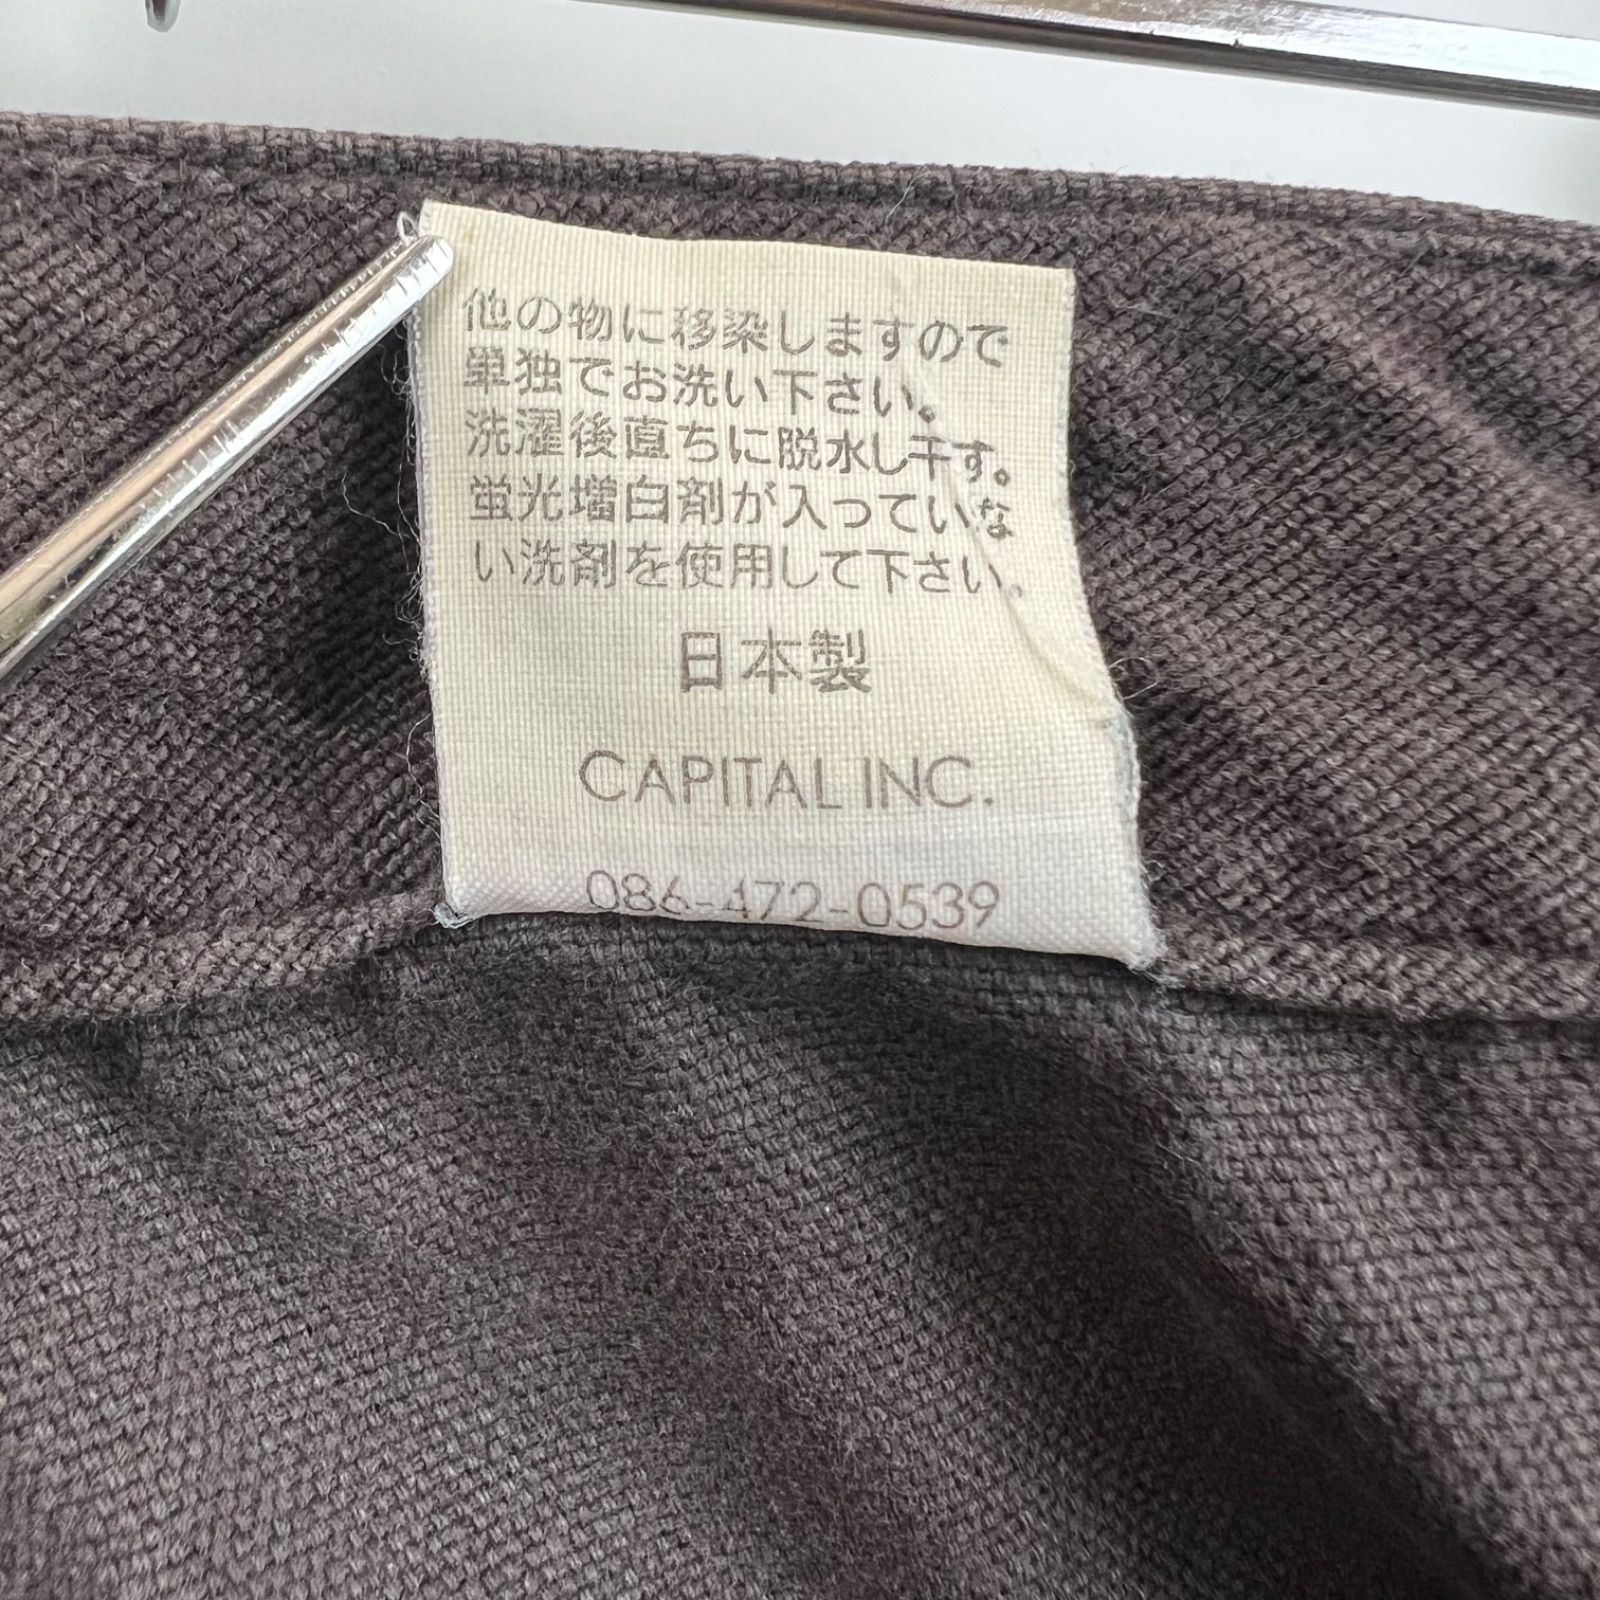 他の物に移染しますので
単独でお洗い下さい。
洗濯後直ちに脱水し干す。
蛍光増白剤が入っていな
い洗剤を使用して下さい。
日本製
CAPITAL INC.
086-472-0539